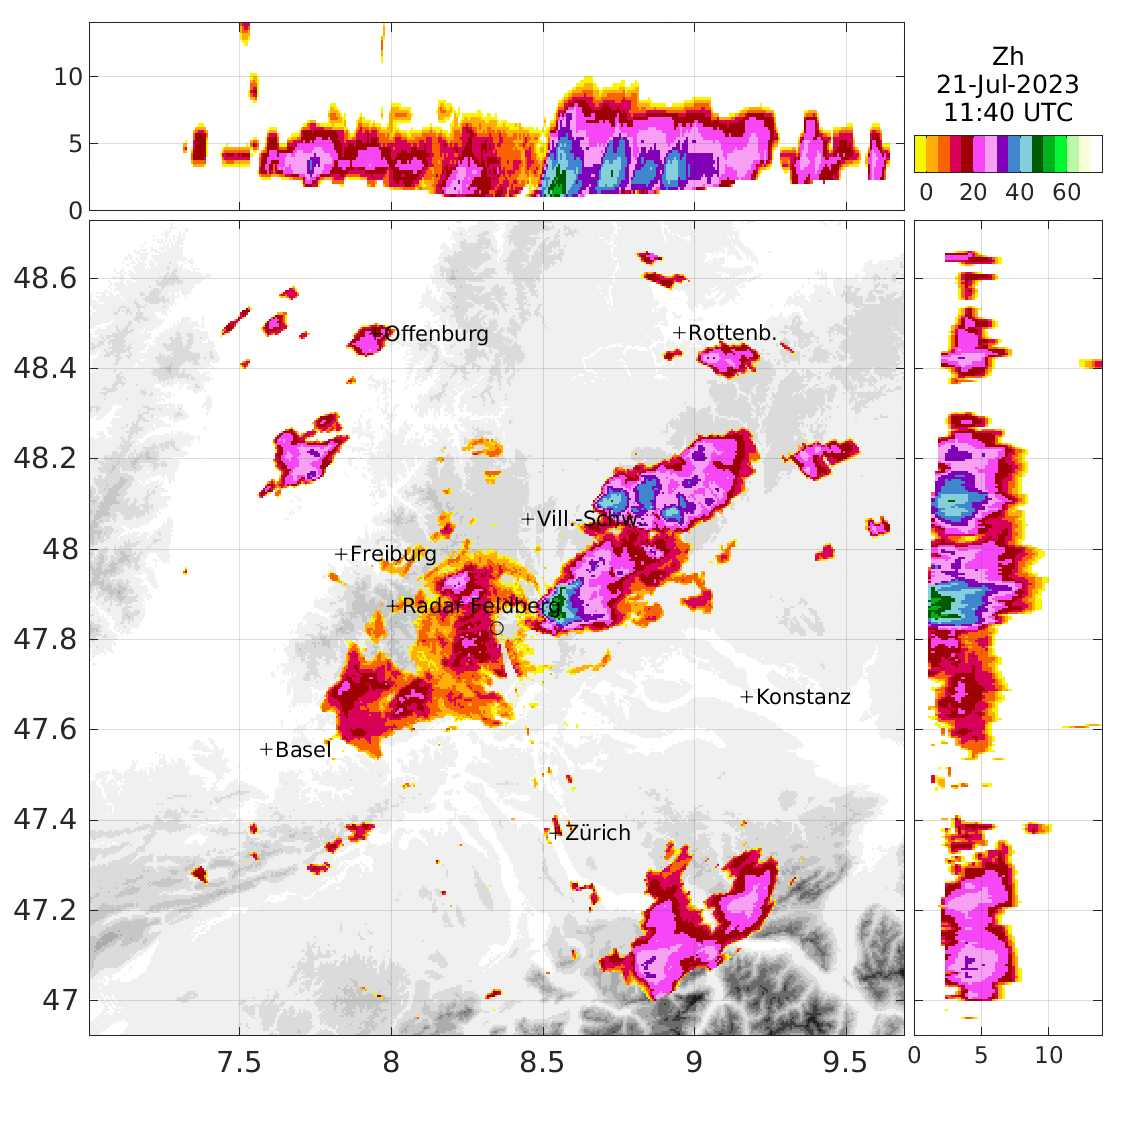 10
5
0
Zh
21-Jul-2023
11:40 UTC
0 20 40 60
48.6
48.4
48.2
48
47.8
47.6
47.4
47.2
47
Offenburg
Rottenb.
Vill.-Schw.
Freiburg
Radar Feldberg
Konstanz
Basel
Zürich
7.5 8 8.5 9 9.5
0 5 10